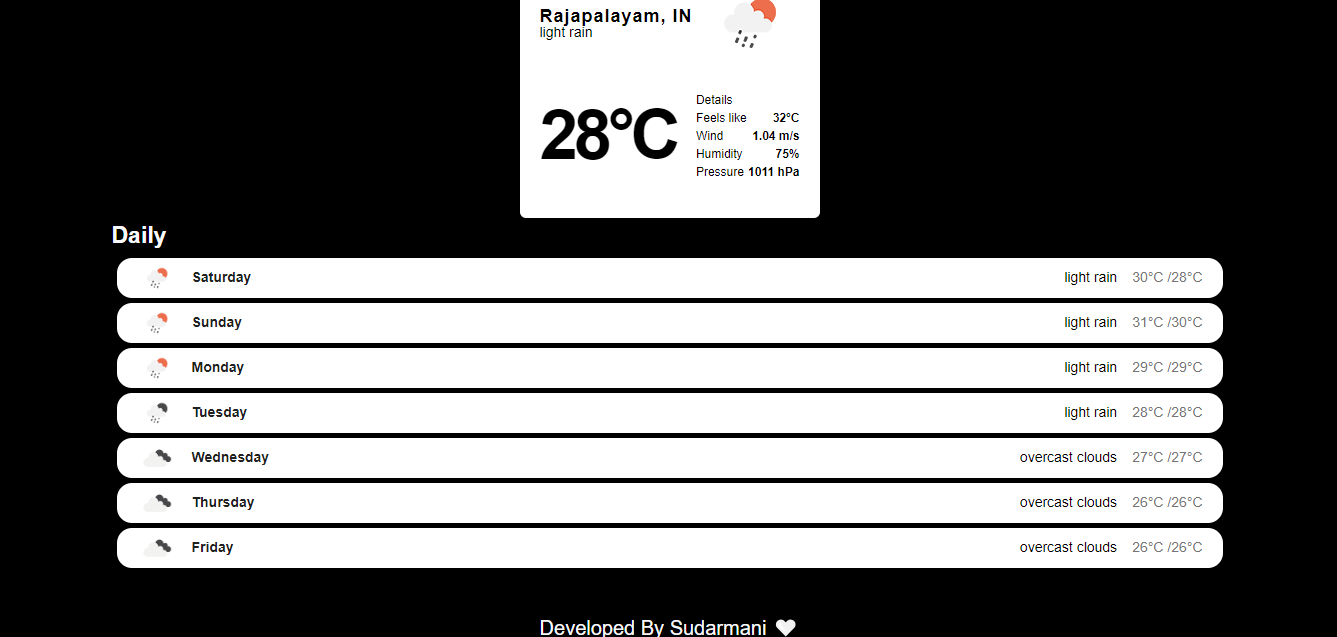 Rajapalayam, IN
light rain
28°C
Details
Feels like 32°C
Wind 1.04 m/s
Humidity 75%
Pressure 1011 hPa
Daily
Saturday light rain 30°C /28°C
Sunday light rain 31°C /30°C
Monday light rain 29°C /29°C
Tuesday light rain 28°C /28°C
Wednesday overcast clouds 27°C /27°C
Thursday overcast clouds 26°C /26°C
Friday overcast clouds 26°C /26°C
Developed By Sudarmani